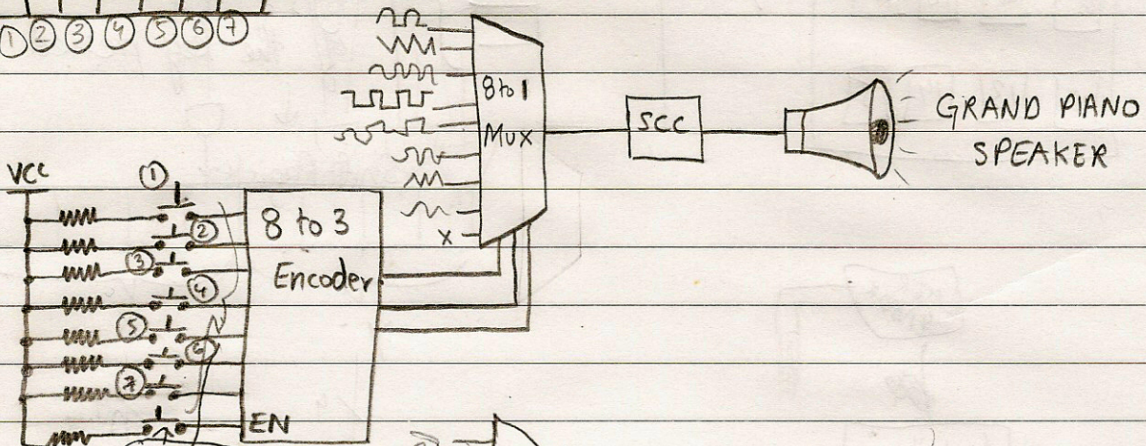 ① ② ③ ④ ⑤ ⑥ ⑦
8 to 1
Mux
SCC
GRAND PIANO
SPEAKER
VCC
①
②
③
④
⑤
⑥
⑦
8 to 3
Encoder
EN
X